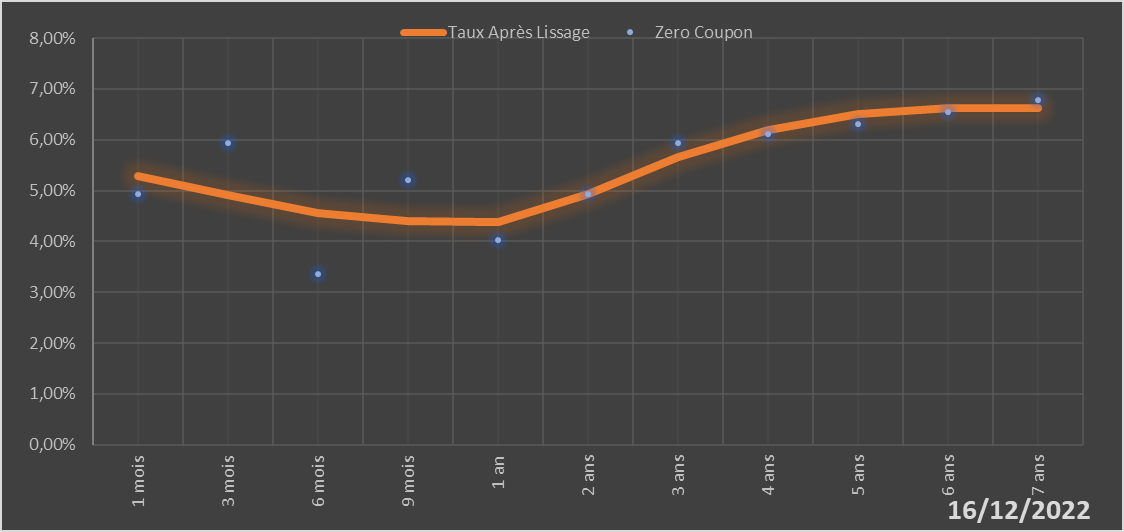 Taux Après Lissage
Zero Coupon
8,00%
7,00%
6,00%
5,00%
4,00%
3,00%
2,00%
1,00%
0,00%
1 mois
3 mois
6 mois
9 mois
1 an
2 ans
3 ans
4 ans
5 ans
6 ans
7 ans
16/12/2022